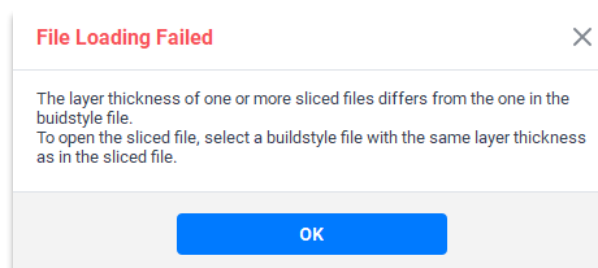 File Loading Failed
The layer thickness of one or more sliced files differs from the one in the
buidstyle file.
To open the sliced file, select a buildstyle file with the same layer thickness
as in the sliced file.
OK